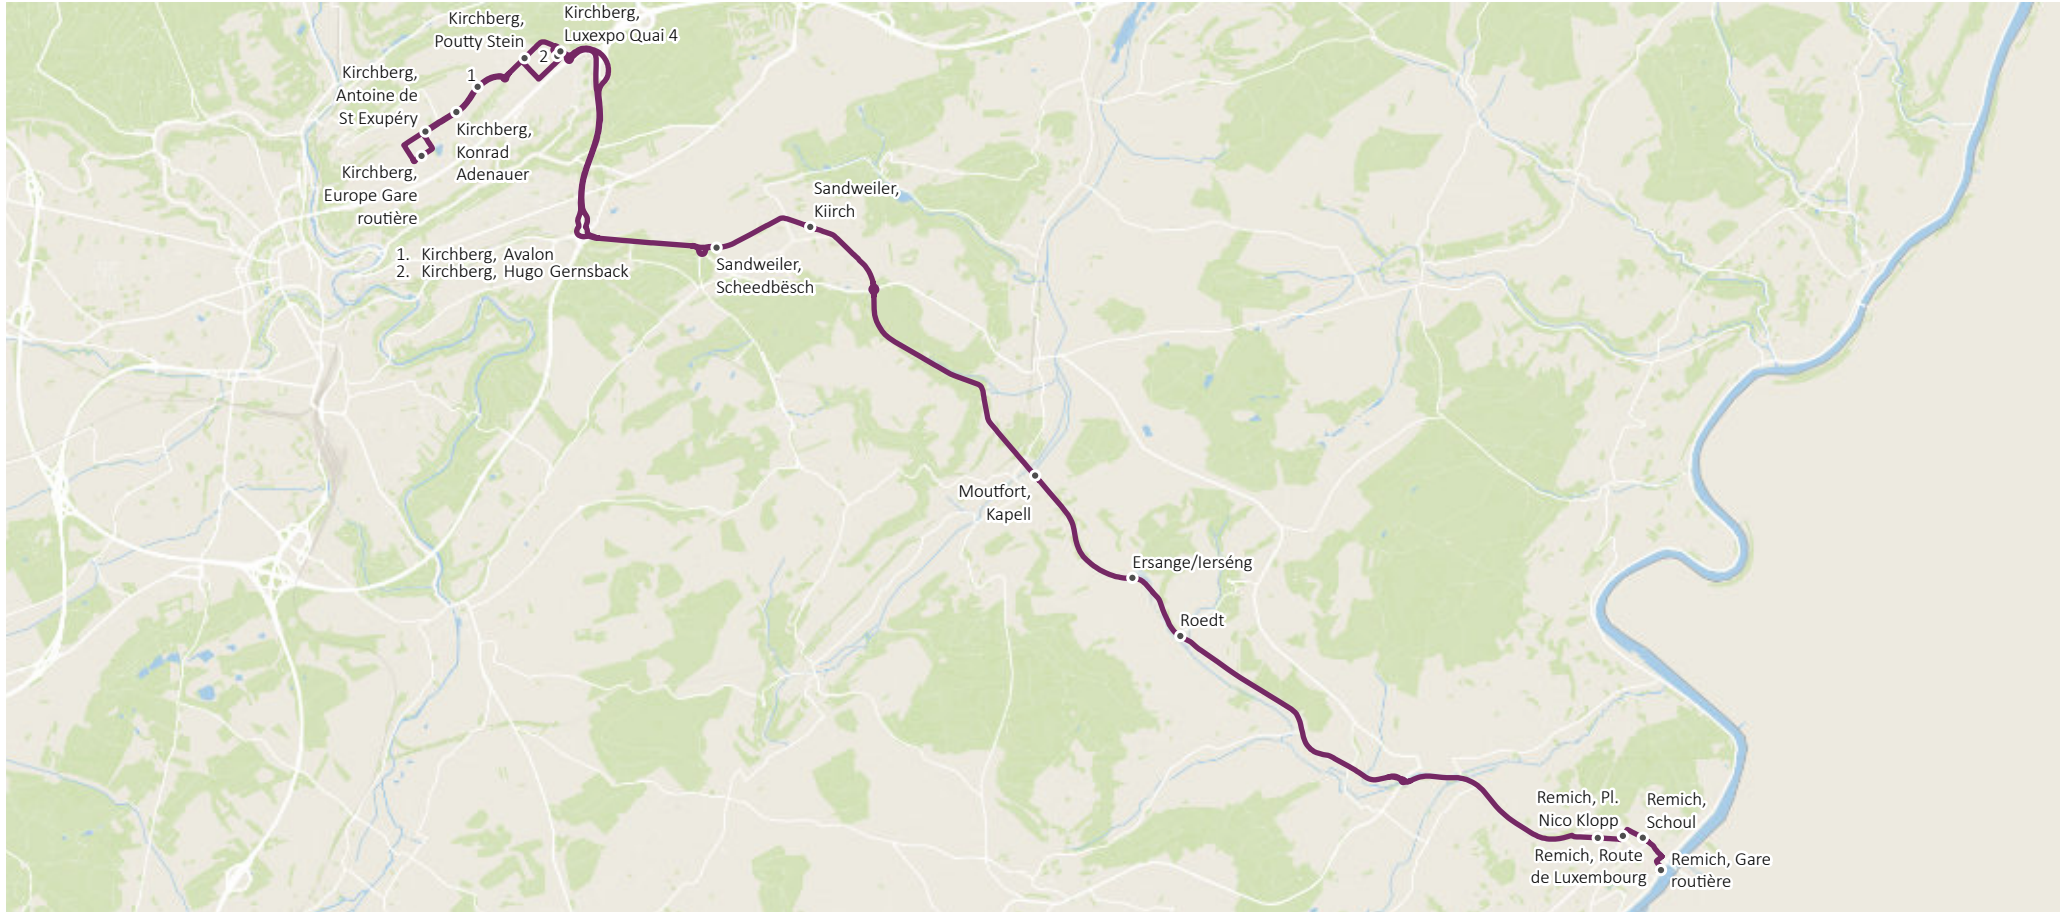 Kirchberg,
Poutty Stein
Kirchberg,
Luxexpo Quai 4
2
1
Kirchberg,
Antoine de
St Exupéry
Kirchberg,
Konrad
Adenauer
Kirchberg,
Europe Gare
routière
1. Kirchberg, Avalon
2. Kirchberg, Hugo Gernsback
Sandweiler,
Kiirch
Sandweiler,
Scheedbësch
Moutfort,
Kapell
Ersange/Ierséng
Roedt
Remich, Pl.
Nico Klopp
Remich,
Schoul
Remich, Route
de Luxembourg
Remich, Gare
routière